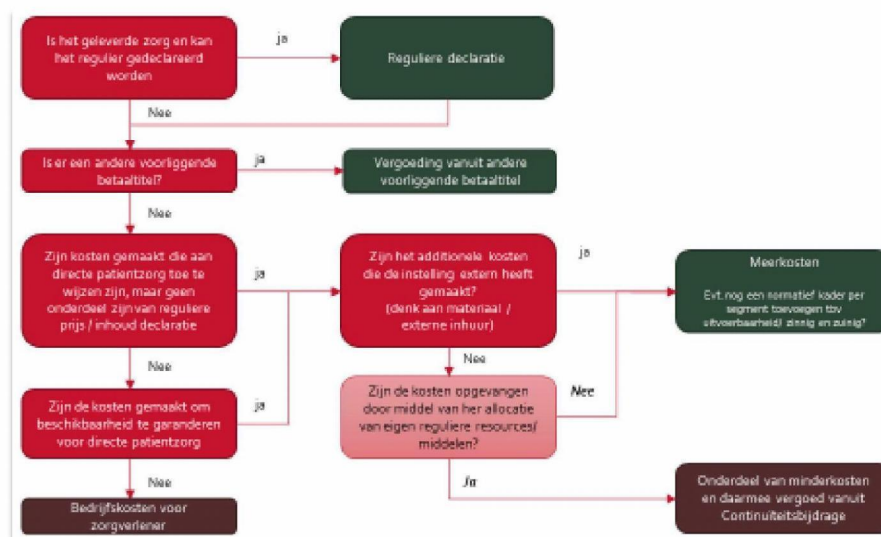 Is het geleverde zorg en kan
het regulier gedeclareerd
worden
ja
Reguliere declaratie
Nee
Is er een andere voorliggende
betaaltitel?
ja
Vergoeding vanuit andere
voorliggende betaaltitel
Nee
Zijn kosten gemaakt die aan
directe patientzorg toe te
wijzen zijn, maar geen
onderdeel zijn van reguliere
prijs / inhoud declaratie
ja
Zijn het additionele kosten
die de instelling extern heeft
gemaakt?
(denk aan materiaal /
externe inhuur)
ja
Meerkosten
Evt. nog een normatief kader per
segment toevoegen tbv
uitvoerbaarheid/ zinnig en zuinig?
Nee
Nee
Zijn de kosten gemaakt om
beschikbaarheid te garanderen
voor directe patientzorg
ja
Zijn de kosten opgevangen
door middel van her allocatie
van eigen reguliere resources/
middelen?
Nee
Nee
Ja
Bedrijfskosten voor
zorgverlener
Onderdeel van minderkosten
en daarmee vergoed vanuit
Continuïteitsbijdrage